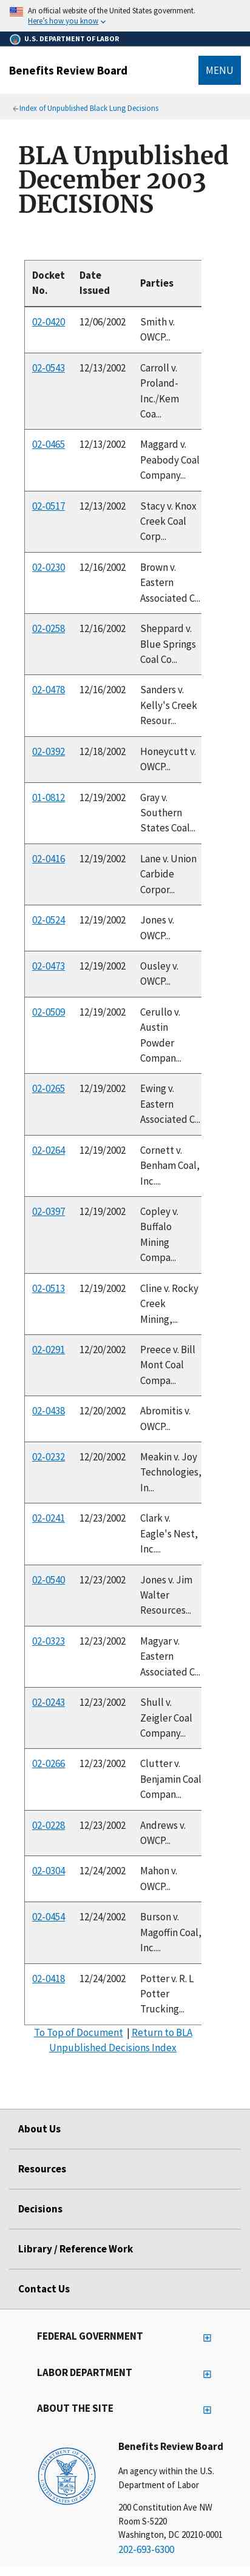 An official website of the United States government.
Here's how you know
U.S. DEPARTMENT OF LABOR
Benefits Review Board
MENU
Index of Unpublished Black Lung Decisions
BLA Unpublished
December 2003
DECISIONS
Docket No. Date Issued Parties
02-0420 12/06/2002 Smith v.
OWCP...
02-0543 12/13/2002 Carroll v.
Proland-
Inc./Kem
Coa...
02-0465 12/13/2002 Maggard v.
Peabody Coal
Company...
02-0517 12/13/2002 Stacy v. Knox
Creek Coal
Corp...
02-0230 12/16/2002 Brown v.
Eastern
Associated C...
02-0258 12/16/2002 Sheppard v.
Blue Springs
Coal Co...
02-0478 12/16/2002 Sanders v.
Kelly's Creek
Resour...
02-0392 12/18/2002 Honeycutt v.
OWCP...
01-0812 12/19/2002 Gray v.
Southern
States Coal...
02-0416 12/19/2002 Lane v. Union
Carbide
Corpor...
02-0524 12/19/2002 Jones v.
OWCP...
02-0473 12/19/2002 Ousley v.
OWCP...
02-0509 12/19/2002 Cerullo v.
Austin
Powder
Compan...
02-0265 12/19/2002 Ewing v.
Eastern
Associated C...
02-0264 12/19/2002 Cornett v.
Benham Coal,
Inc....
02-0397 12/19/2002 Copley v.
Buffalo
Mining
Compa...
02-0513 12/19/2002 Cline v. Rocky
Creek
Mining,...
02-0291 12/20/2002 Preece v. Bill
Mont Coal
Compa...
02-0438 12/20/2002 Abromitis v.
OWCP...
02-0232 12/20/2002 Meakin v. Joy
Technologies,
In...
02-0241 12/23/2002 Clark v.
Eagle's Nest,
Inc....
02-0540 12/23/2002 Jones v. Jim
Walter
Resources...
02-0323 12/23/2002 Magyar v.
Eastern
Associated C...
02-0243 12/23/2002 Shull v.
Zeigler Coal
Company...
02-0266 12/23/2002 Clutter v.
Benjamin Coal
Compan...
02-0228 12/23/2002 Andrews v.
OWCP...
02-0304 12/24/2002 Mahon v.
OWCP...
02-0454 12/24/2002 Burson v.
Magoffin Coal,
Inc....
02-0418 12/24/2002 Potter v. R. L
Potter
Trucking...
To Top of Document | Return to BLA
Unpublished Decisions Index
About Us
Resources
Decisions
Library / Reference Work
Contact Us
FEDERAL GOVERNMENT
LABOR DEPARTMENT
ABOUT THE SITE
Benefits Review Board
An agency within the U.S.
Department of Labor
200 Constitution Ave NW
Room S-5220
Washington, DC 20210-0001
202-693-6300